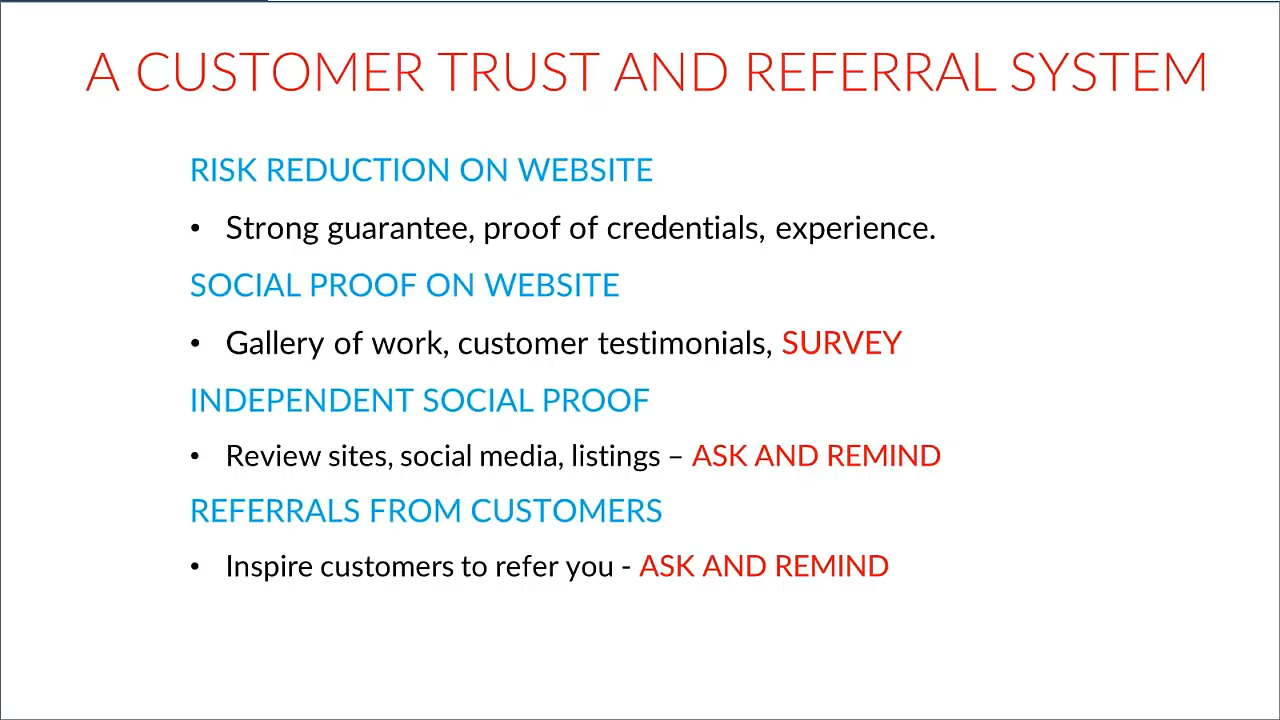 A CUSTOMER TRUST AND REFERRAL SYSTEM
RISK REDUCTION ON WEBSITE
• Strong guarantee, proof of credentials, experience.
SOCIAL PROOF ON WEBSITE
• Gallery of work, customer testimonials, SURVEY
INDEPENDENT SOCIAL PROOF
• Review sites, social media, listings – ASK AND REMIND
REFERRALS FROM CUSTOMERS
• Inspire customers to refer you - ASK AND REMIND